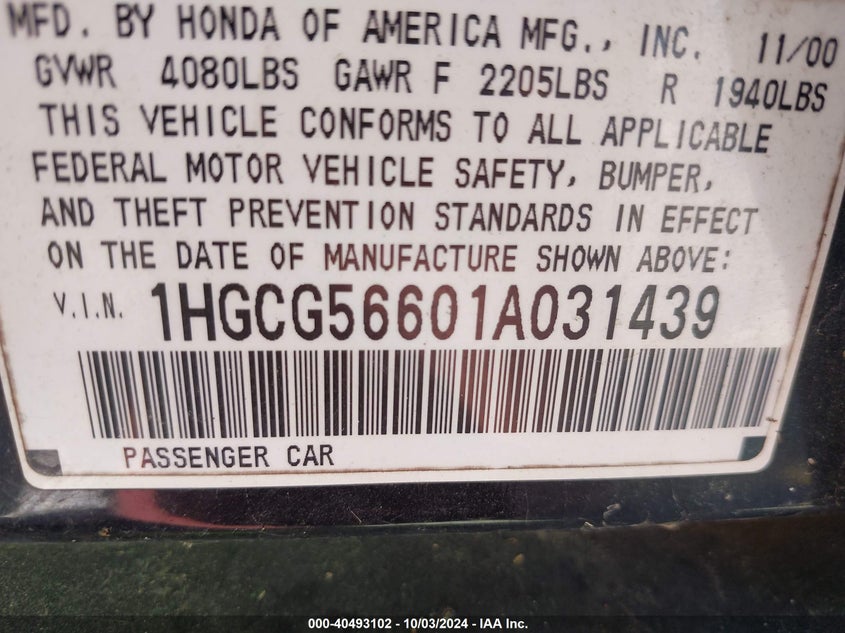 MFD. BY HONDA OF AMERICA MFG., INC. 11/00
GVWR 4080LBS GAWR F 2205LBS R 1940LBS
THIS VEHICLE CONFORMS TO ALL APPLICABLE
FEDERAL MOTOR VEHICLE SAFETY, BUMPER,
AND THEFT PREVENTION STANDARDS IN EFFECT
ON THE DATE OF MANUFACTURE SHOWN ABOVE:
V.I.N. 1HGCG56601A031439
PASSENGER CAR
000-40493102 - 10/03/2024 - IAA Inc.